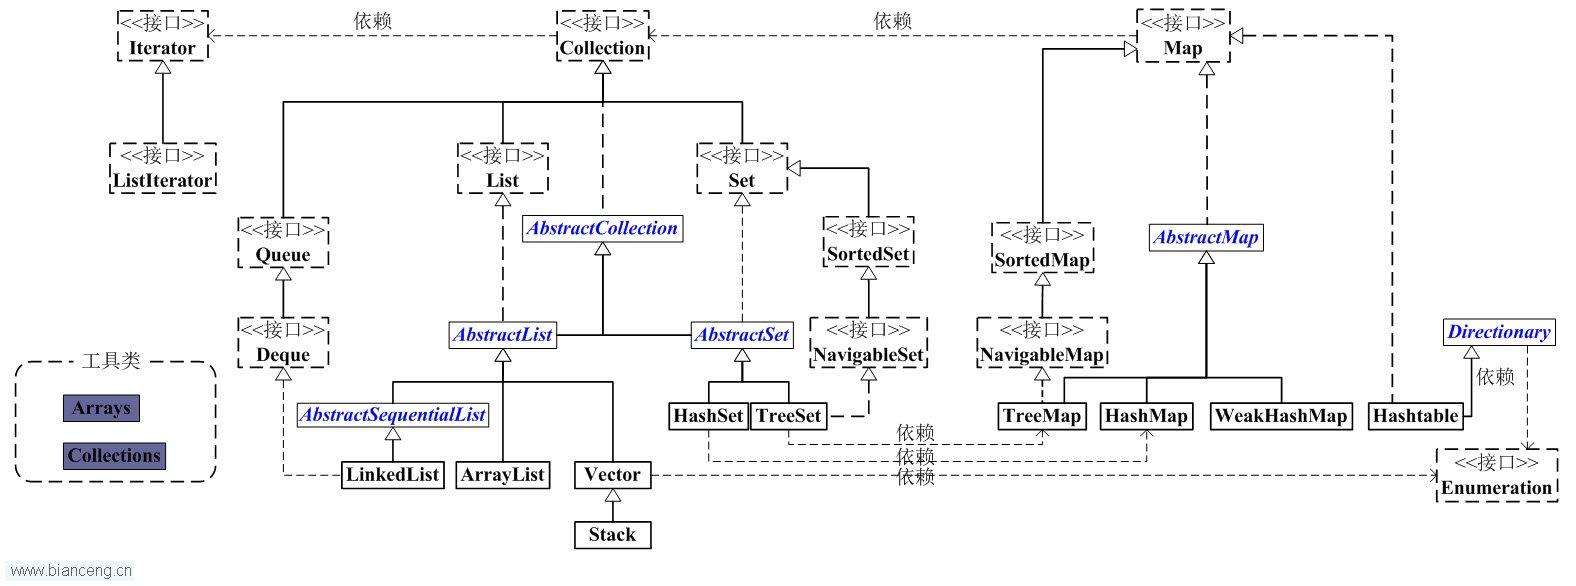 <<接口>>
Iterator
依赖
<<接口>>
Collection
依赖
<<接口>>
Map
<<接口>>
ListIterator
<<接口>>
List
<<接口>>
Set
<<接口>>
Queue
AbstractCollection
<<接口>>
SortedSet
<<接口>>
SortedMap
AbstractMap
<<接口>>
Deque
AbstractList
AbstractSet
<<接口>>
NavigableSet
<<接口>>
NavigableMap
Directionary
依赖
工具类
Arrays
Collections
AbstractSequentialList
HashSet
TreeSet
TreeMap
HashMap
WeakHashMap
Hashtable
依赖
依赖
依赖
LinkedList
ArrayList
Vector
<<接口>>
Enumeration
Stack
www.bianceng.cn